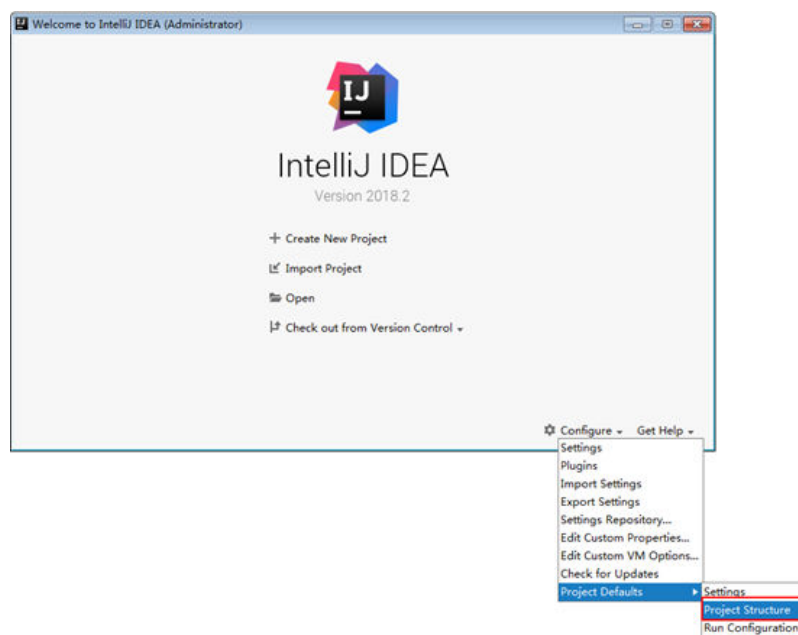 Welcome to IntelliJ IDEA (Administrator)
IJ
IntelliJ IDEA
Version 2018.2
Create New Project
Import Project
Open
Check out from Version Control
Configure Get Help
Settings
Plugins
Import Settings
Export Settings
Settings Repository...
Edit Custom Properties...
Edit Custom VM Options...
Check for Updates
Project Defaults
Settings
Project Structure
Run Configuration